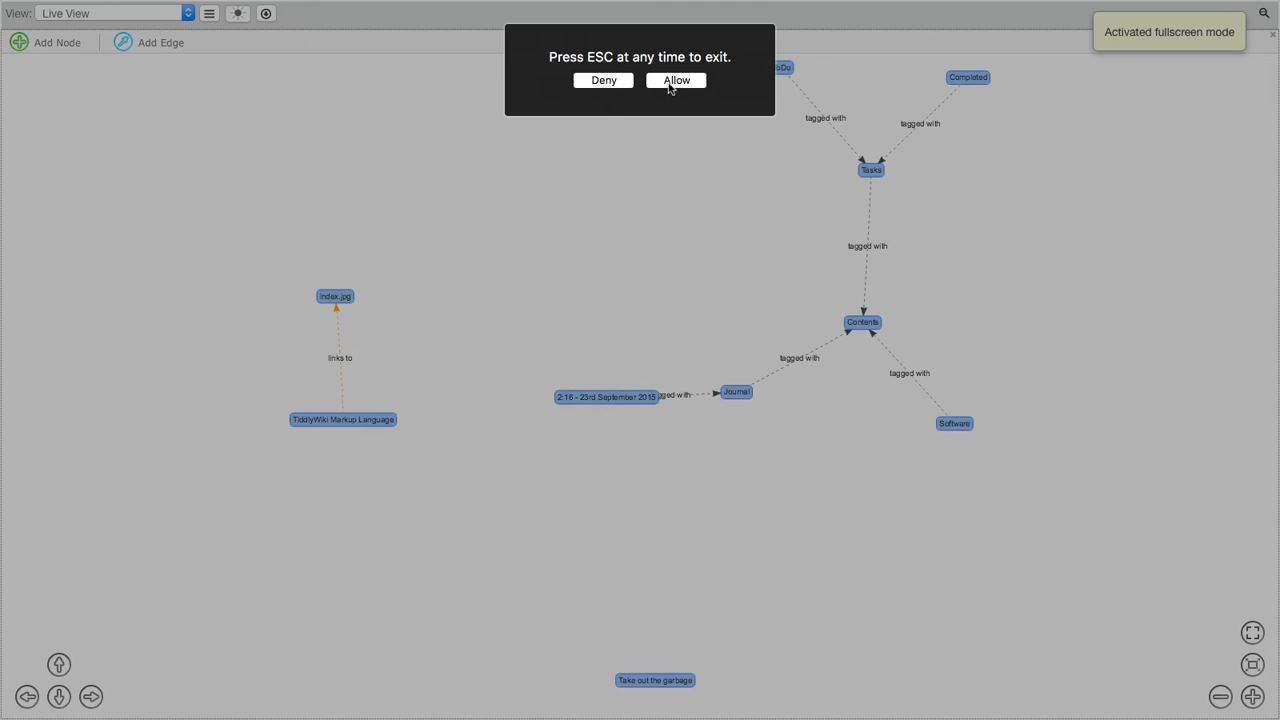 View: Live View
Add Node
Add Edge
Press ESC at any time to exit.
Deny
Allow
Activated fullscreen mode
Completed
tagged with
tagged with
Tasks
tagged with
index.jpg
Contents
links to
tagged with
tagged with
2:16 - 23rd September 2015
with
Journal
TiddlyWiki Markup Language
Software
Take out the garbage